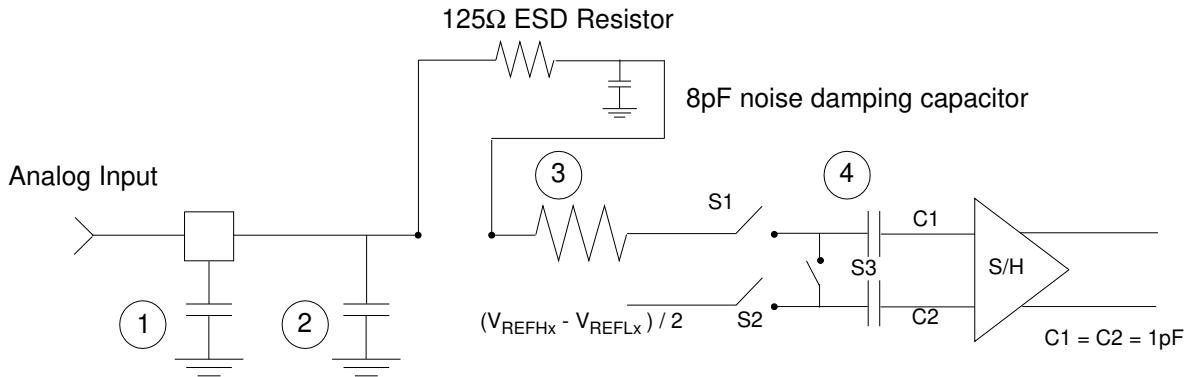 125Ω ESD Resistor
8pF noise damping capacitor
Analog Input
3
4
S1
C1
S/H
S3
1
2
(VREFHx - VREFLx ) / 2
S2
C2
C1 = C2 = 1pF